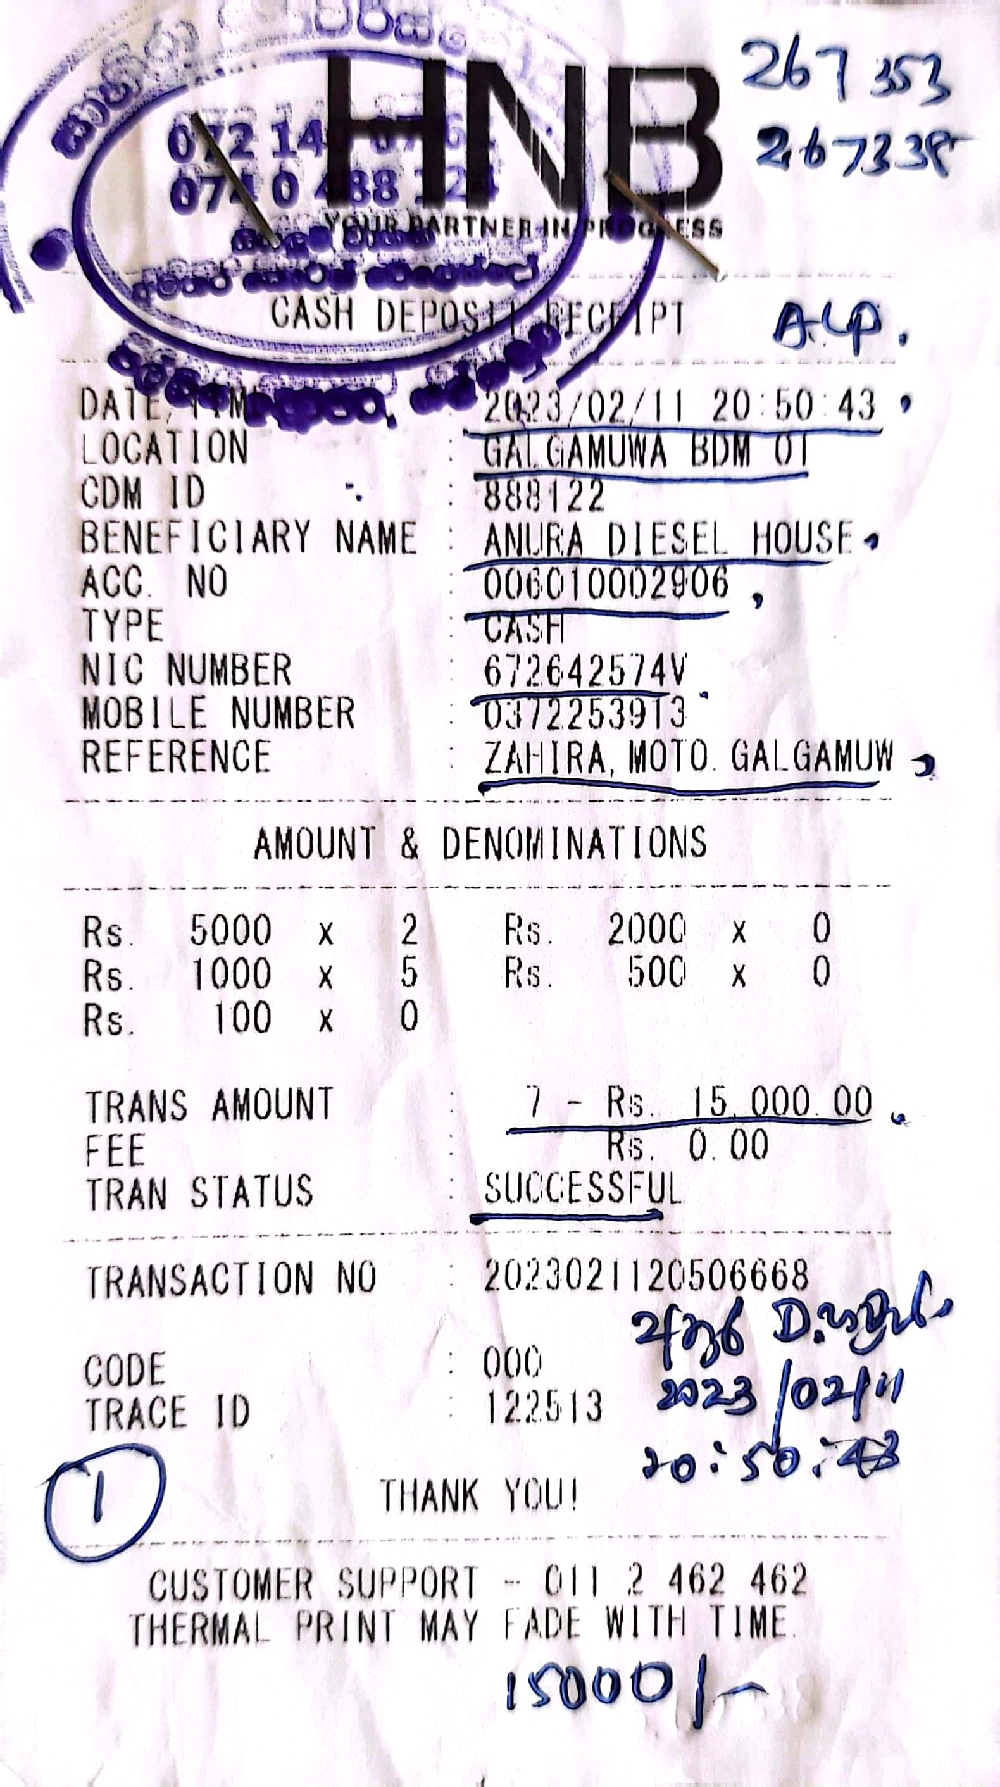 267 353
267338
HNB
YOUR PARTNER IN PROGRESS
CASH DEPOSIT RECEIPT
ALP.
DATE/TIME : 2023/02/11 20:50:43
LOCATION : GALGAMUWA BDM 01
CDM ID : 888122
BENEFICIARY NAME : ANURA DIESEL HOUSE
ACC. NO : 006010002906
TYPE : CASH
NIC NUMBER : 672642574V
MOBILE NUMBER : 0372253913
REFERENCE : ZAHIRA, MOTO. GALGAMUW
AMOUNT & DENOMINATIONS
Rs. 5000 x 2 Rs. 2000 x 0
Rs. 1000 x 5 Rs. 500 x 0
Rs. 100 x 0
TRANS AMOUNT : 7 - Rs. 15,000.00
FEE : Rs. 0.00
TRAN STATUS : SUCCESSFUL
TRANSACTION NO : 2023021120506668
CODE : 000
TRACE ID : 122513
2023/02/11
20:50:43
1
THANK YOU!
CUSTOMER SUPPORT - 011 2 462 462
THERMAL PRINT MAY FADE WITH TIME.
15000/-